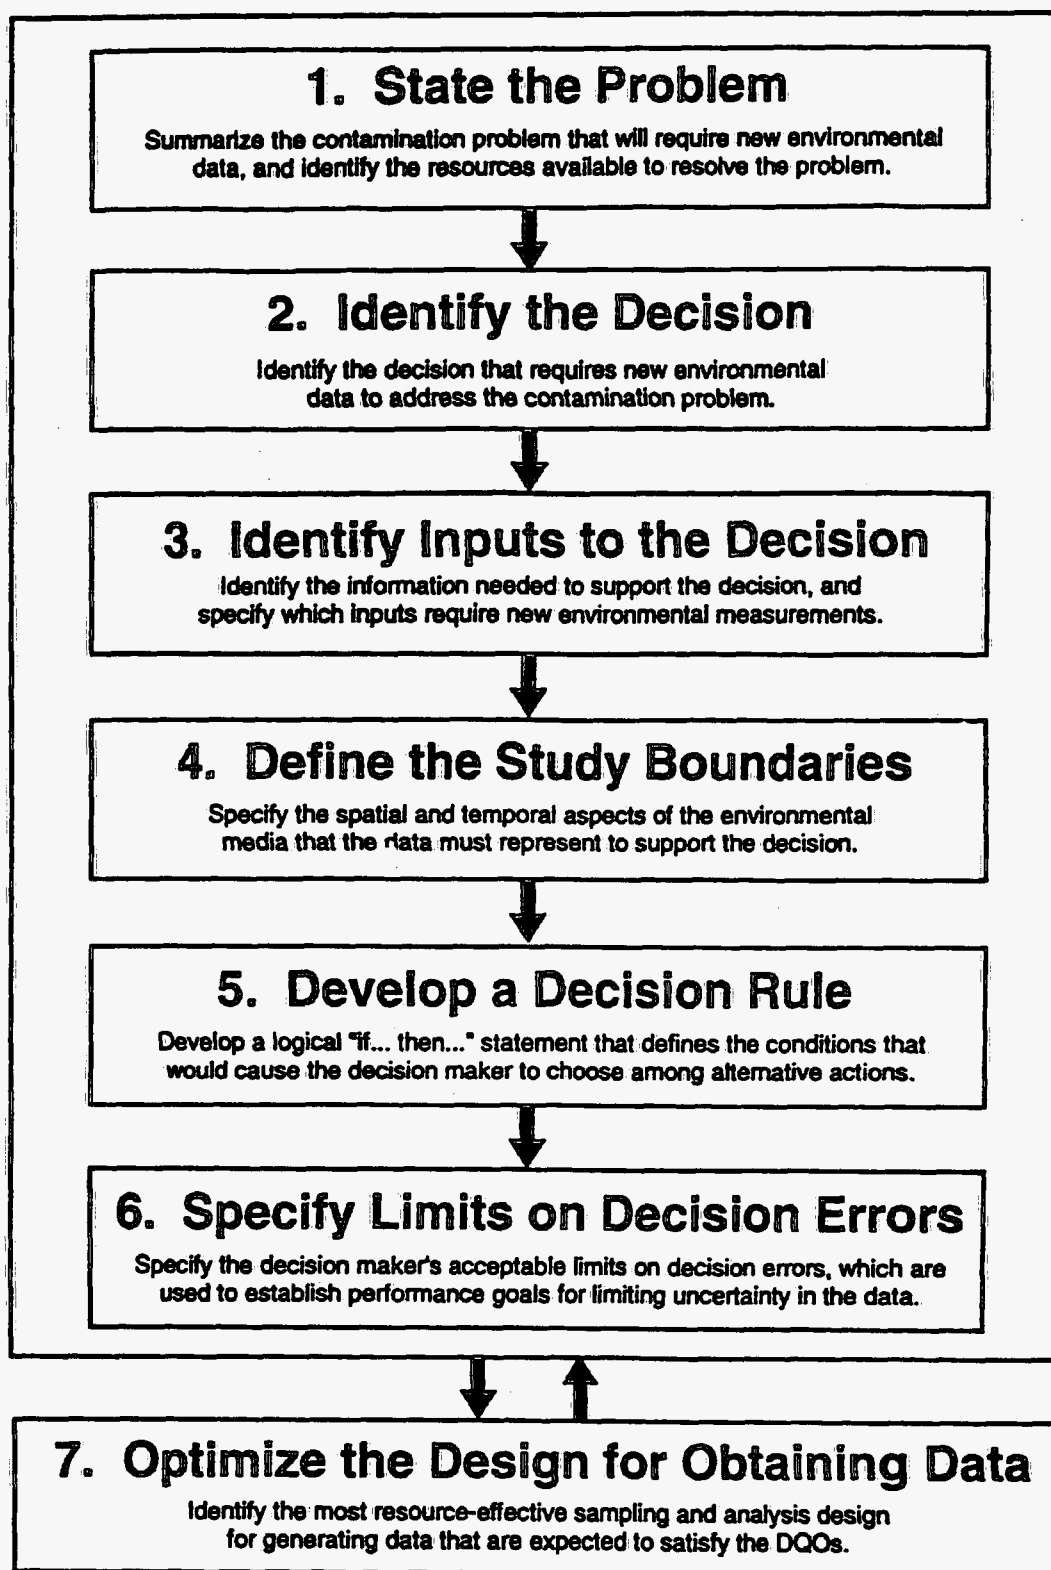 1. State the Problem
Summarize the contamination problem that will require new environmental
data, and identify the resources available to resolve the problem.
2. Identify the Decision
Identify the decision that requires new environmental
data to address the contamination problem.
3. Identify Inputs to the Decision
Identify the information needed to support the decision, and
specify which inputs require new environmental measurements.
4. Define the Study Boundaries
Specify the spatial and temporal aspects of the environmental
media that the data must represent to support the decision.
5. Develop a Decision Rule
Develop a logical "if... then..." statement that defines the conditions that
would cause the decision maker to choose among alternative actions.
6. Specify Limits on Decision Errors
Specify the decision maker's acceptable limits on decision errors, which are
used to establish performance goals for limiting uncertainty in the data.
7. Optimize the Design for Obtaining Data
Identify the most resource-effective sampling and analysis design
for generating data that are expected to satisfy the DQOs.